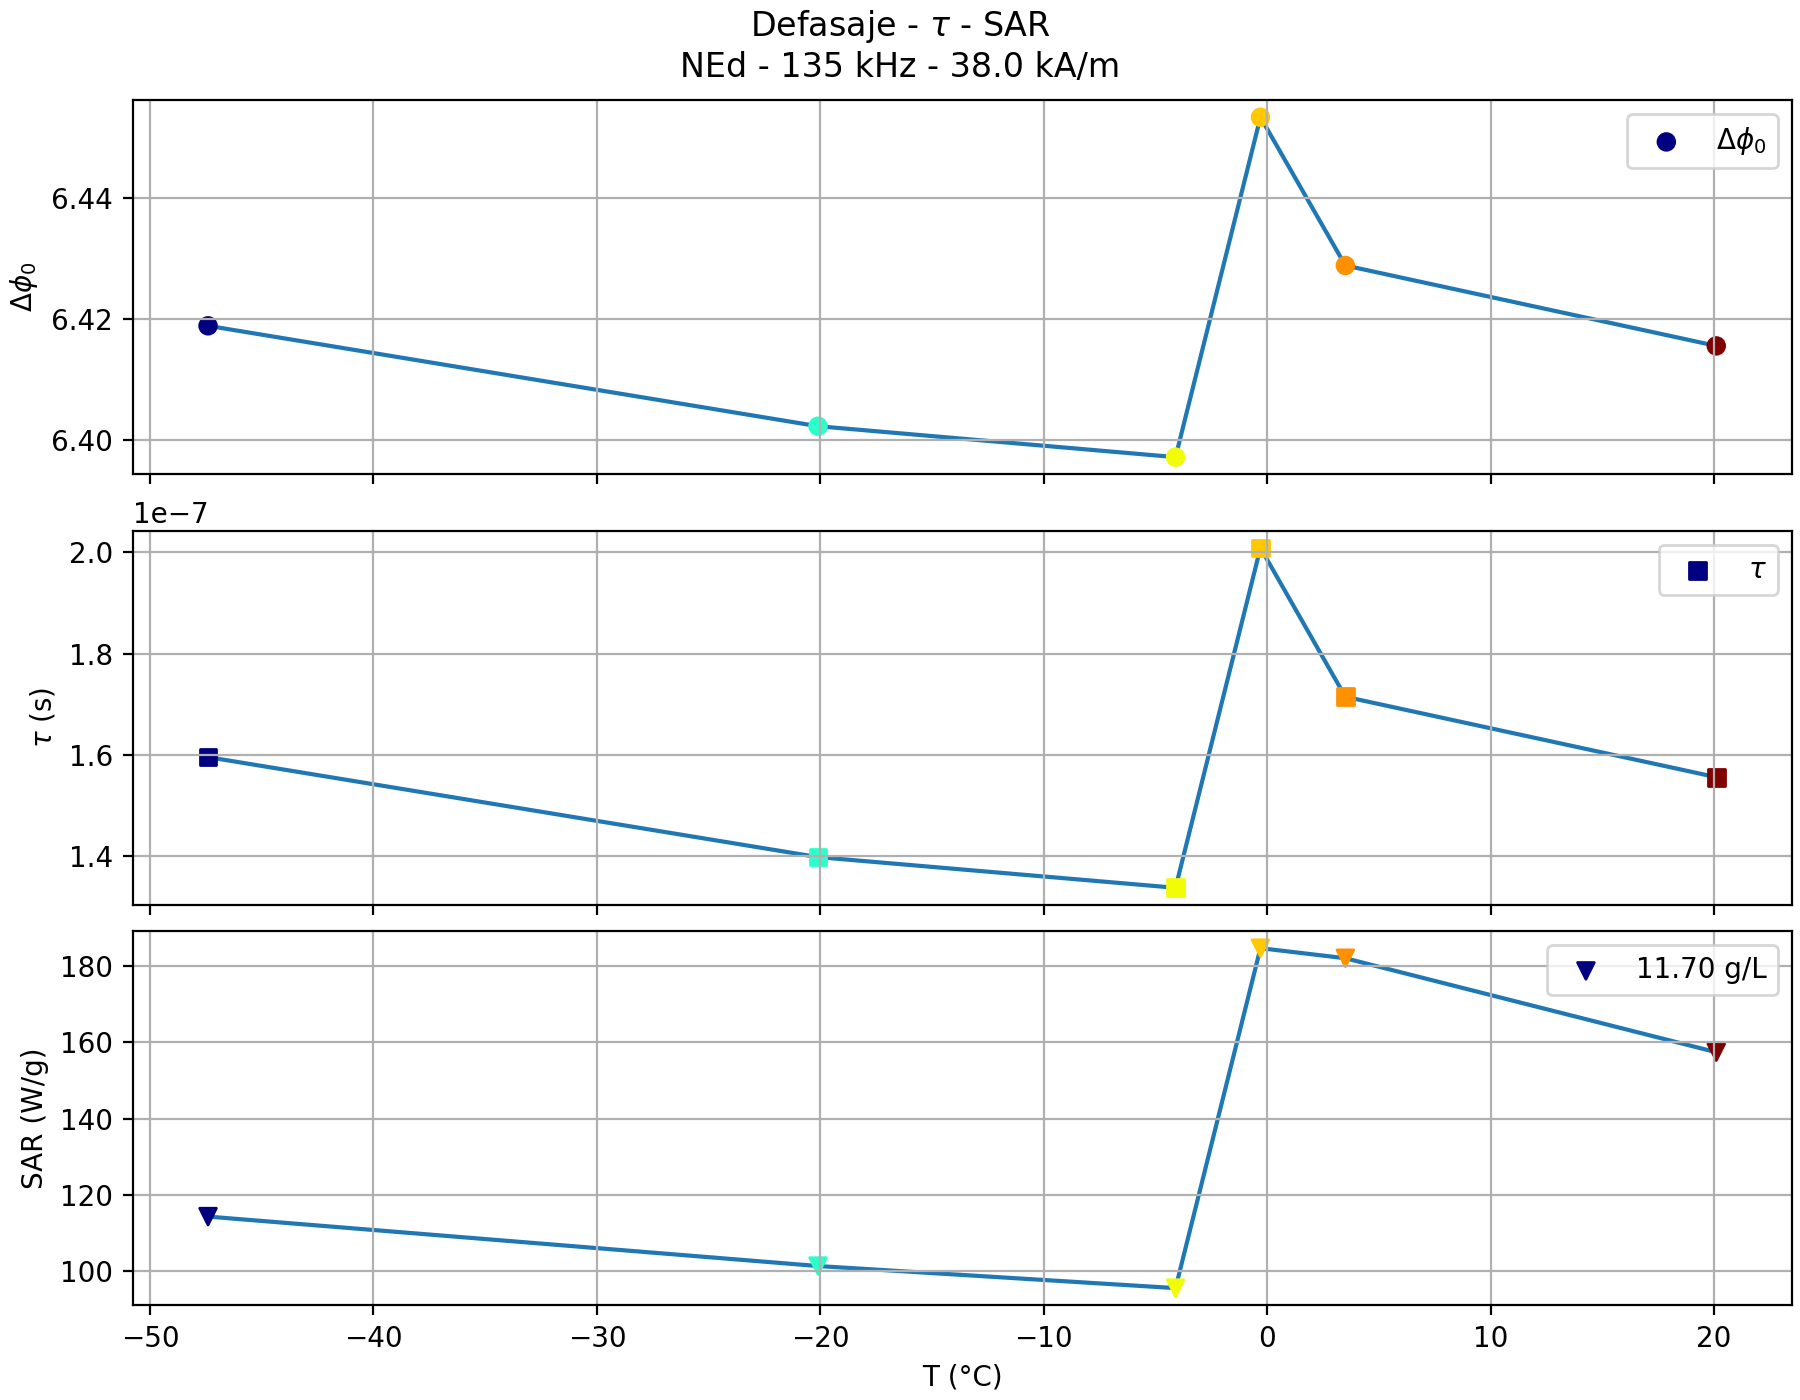 Defasaje - τ - SAR
NEd - 135 kHz - 38.0 kA/m
Δϕ₀
6.44
6.42
6.40
Δϕ₀
1e−7
τ
2.0
1.8
1.6
1.4
τ (s)
11.70 g/L
180
160
140
120
100
SAR (W/g)
−50 −40 −30 −20 −10 0 10 20
T (°C)